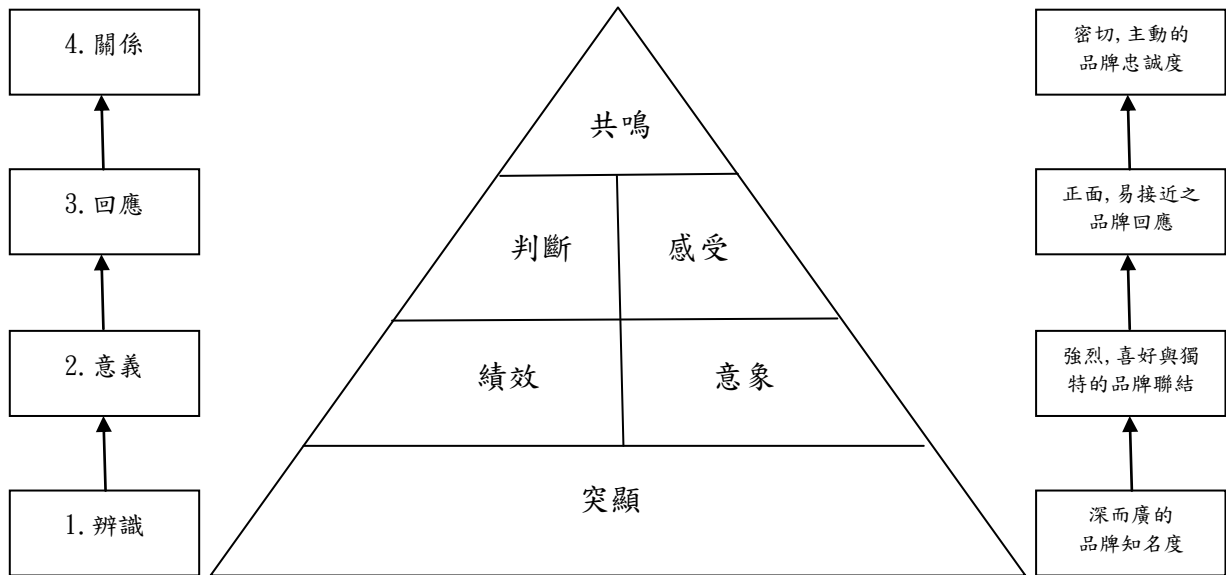 4.關係
共鳴
密切,主動的
品牌忠誠度
3.回應
判斷
感受
正面,易接近之
品牌回應
2.意義
績效
意象
強烈,喜好與獨
特的品牌聯結
1.辨識
突顯
深而廣的
品牌知名度